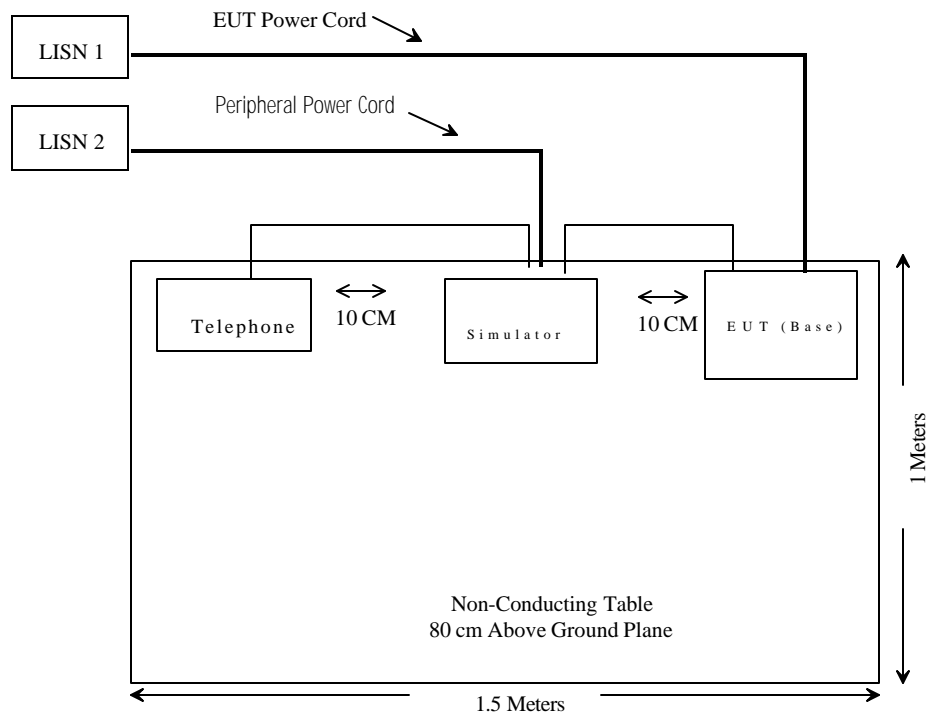 EUT Power Cord
LISN 1
Peripheral Power Cord
LISN 2
Telephone
10 CM
Simulator
10 CM
EUT (Base)
1 Meters
Non-Conducting Table
80 cm Above Ground Plane
1.5 Meters